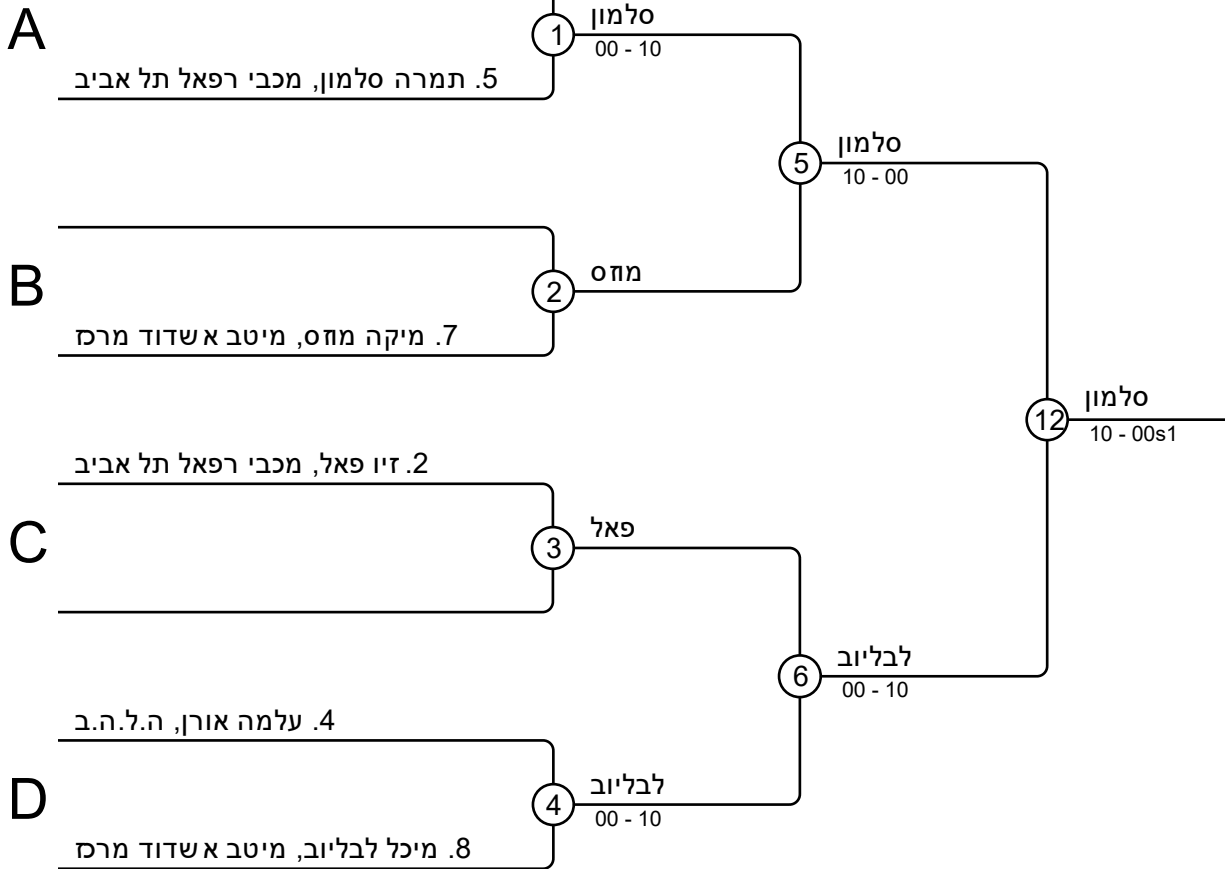 A
1
סלמון
00 - 10
5. תמרה סלמון, מכבי רפאל תל אביב
5
סלמון
10 - 00
B
2
מוזס
7. מיקה מוזס, מיטב אשדוד מרכז
12
סלמון
10 - 00s1
2. זיו פאל, מכבי רפאל תל אביב
C
3
פאל
6
לבליוב
00 - 10
4. עלמה אורן, ה.ל.ה.ב
D
4
לבליוב
00 - 10
8. מיכל לבליוב, מיטב אשדוד מרכז